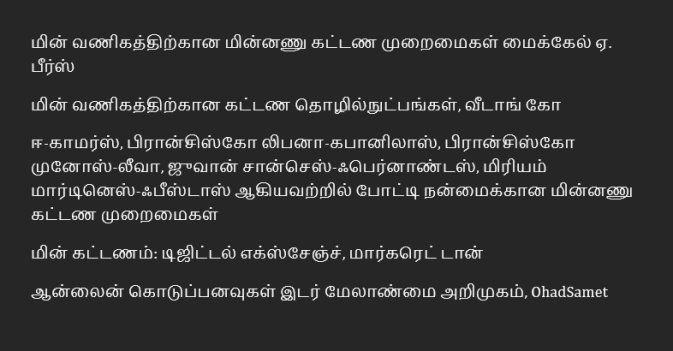 மின் வணிகத்திற்கான மின்னணு கட்டண முறைமைகள் மைக்கேல் ஏ.
பீர்ஸ்
மின் வணிகத்திற்கான கட்டண தொழில்நுட்பங்கள், வீடாங் கோ
ஈ-காமர்ஸ், பிரான்சிஸ்கோ லிபனா-கபானிலாஸ், பிரான்சிஸ்கோ
முனோஸ்-லீவா, ஜுவான் சான்செஸ்-ஃபெர்னாண்டஸ், மிரியம்
மார்டினெஸ்-ஃபீஸ்டாஸ் ஆகியவற்றில் போட்டி நன்மைக்கான மின்னணு
கட்டண முறைமைகள்
மின் கட்டணம்: டிஜிட்டல் எக்ஸ்சேஞ்ச், மார்கரெட் டான்
ஆன்லைன் கொடுப்பனவுகள் இடர் மேலாண்மை அறிமுகம், OhadSamet